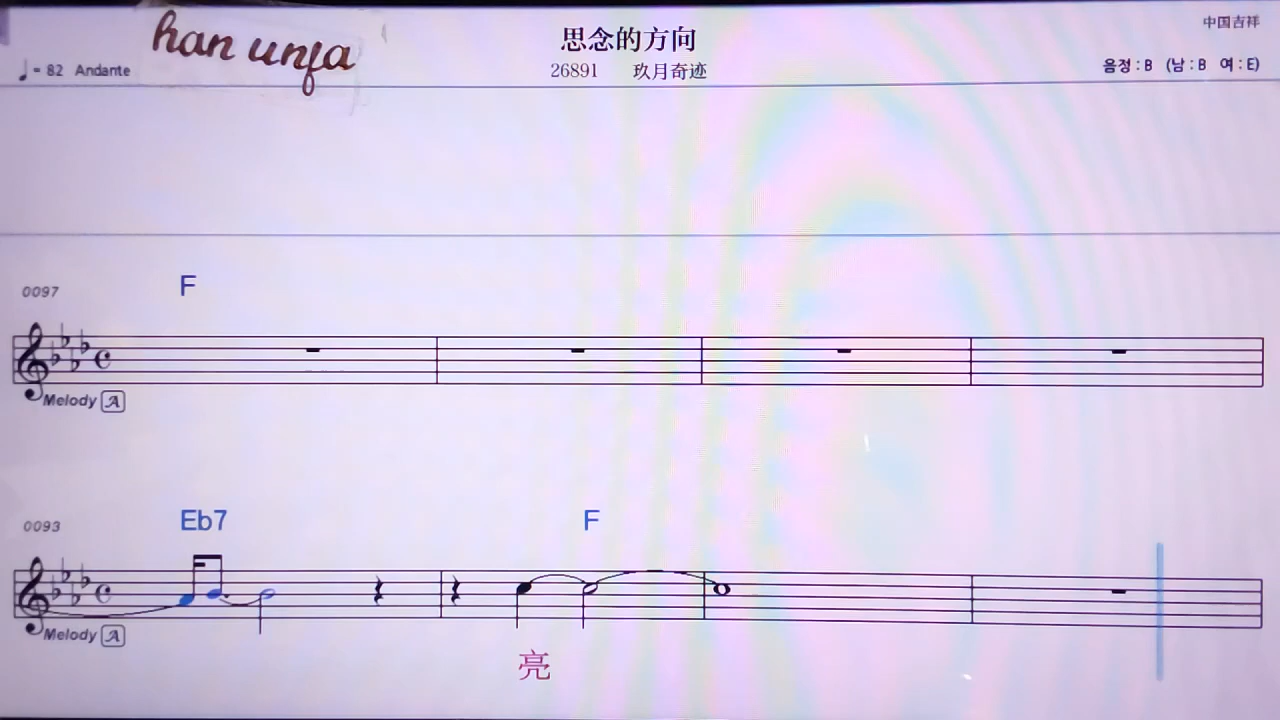 han unfa
思念的方向
中国吉祥
♩= 82 Andante
26891 玖月奇迹
음정 : B (남 : B 여 : E)
0097
F
Melody A
0093
Eb7 F
Melody A
亮